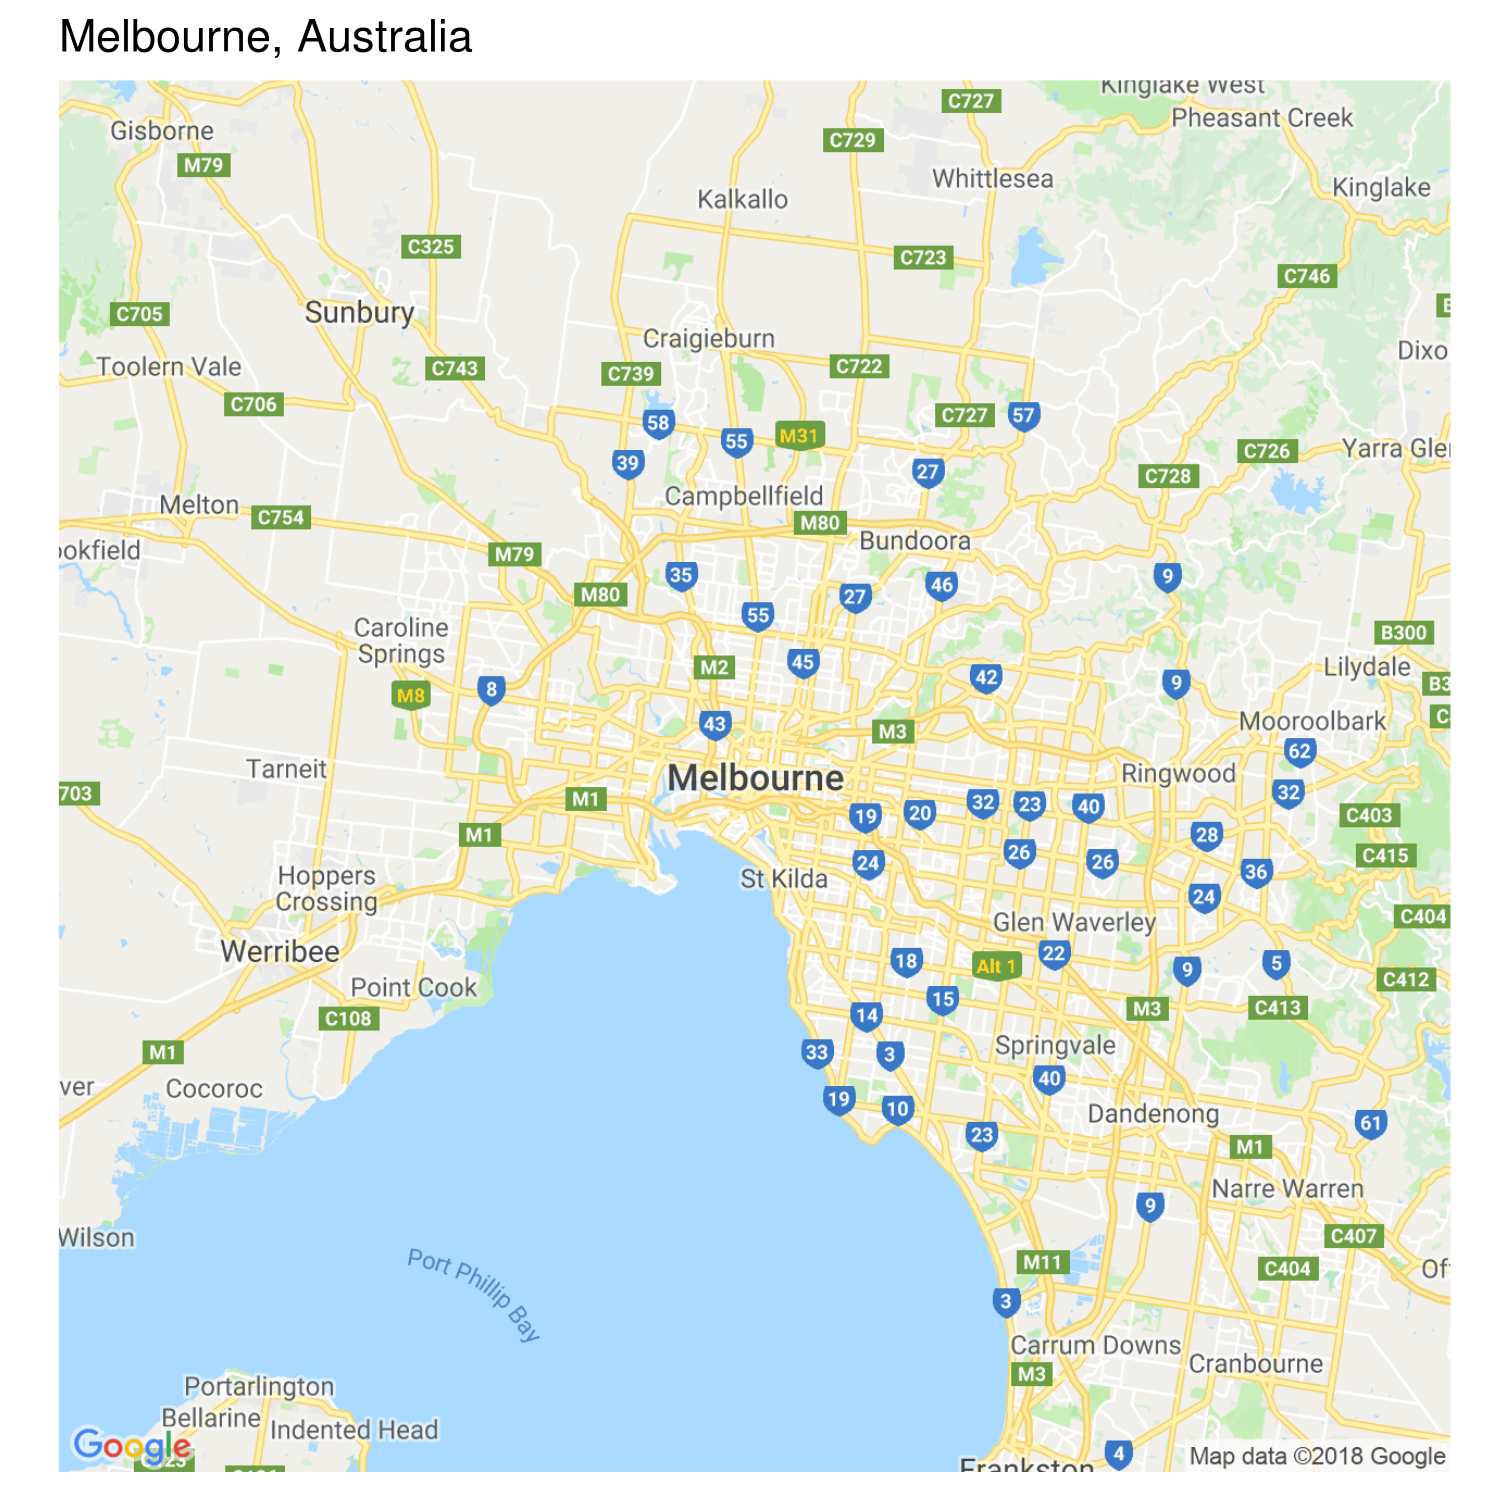 Melbourne, Australia
Kinglake West
C727
Pheasant Creek
Gisborne
C729
M79
Whittlesea
Kinglake
Kalkallo
C325
C723
C746
C705
Sunbury
Craigieburn
Toolern Vale
C743
C739
C722
C706
58
55
M31
C727
57
39
27
C726
C728
Melton
C754
Campbellfield
M80
Bundoora
M79
35
9
M80
27
46
55
Caroline
Springs
B300
M2
45
42
9
Lilydale
M8
8
43
M3
Mooroolbark
62
Tarneit
Melbourne
Ringwood
703
M1
19
20
32
23
40
32
C403
M1
28
C415
24
26
26
36
Hoppers
Crossing
St Kilda
24
C404
Glen Waverley
Werribee
18
Alt 1
22
9
5
C412
Point Cook
15
M3
C413
C108
14
M1
33
3
Springvale
ver
Cocoroc
40
19
10
Dandenong
61
23
M1
Narre Warren
9
Wilson
C407
Port Phillip Bay
M11
C404
3
Carrum Downs
Cranbourne
M3
Portarlington
Bellarine
Indented Head
Google
4
Map data ©2018 Google
Frankston